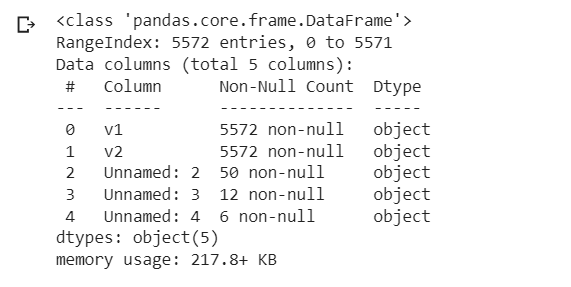 <class 'pandas.core.frame.DataFrame'>
RangeIndex: 5572 entries, 0 to 5571
Data columns (total 5 columns):
 #   Column      Non-Null Count  Dtype
---  ------      --------------  -----
 0   v1          5572 non-null   object
 1   v2          5572 non-null   object
 2   Unnamed: 2  50 non-null     object
 3   Unnamed: 3  12 non-null     object
 4   Unnamed: 4  6 non-null      object
dtypes: object(5)
memory usage: 217.8+ KB